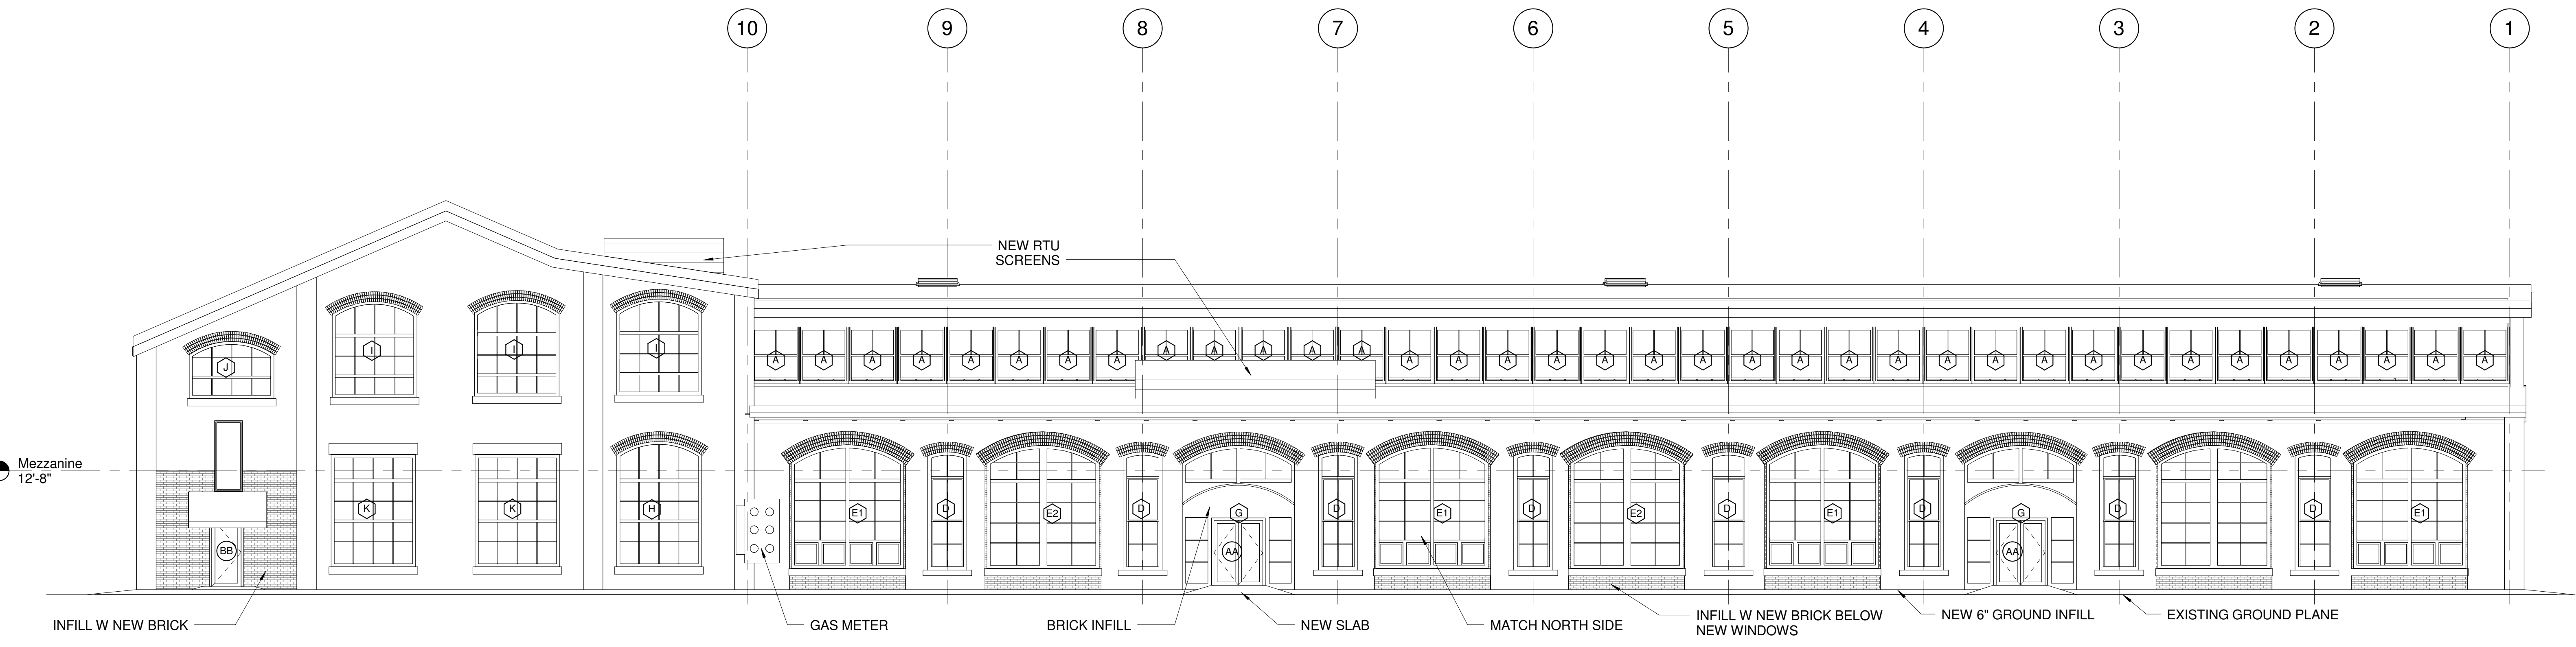 10 9 8 7 6 5 4 3 2 1
NEW RTU
SCREENS
I I I
J
A A A A A A A A A A A A A A A A A A A A A A A A A A A A A A A A A A A A
Mezzanine
12'-8"
K K H E1 D E2 D G D E1 D E2 D E1 D G D D E1
BB AA AA
INFILL W NEW BRICK
GAS METER
BRICK INFILL
NEW SLAB
MATCH NORTH SIDE
INFILL W NEW BRICK BELOW
NEW WINDOWS
NEW 6" GROUND INFILL
EXISTING GROUND PLANE